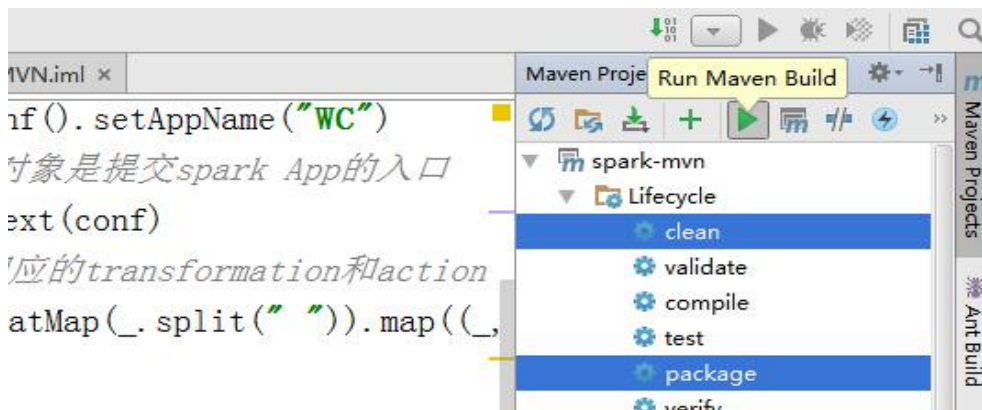 MVN.iml ×
nf().setAppName("WC")
对象是提交spark App的入口
ext(conf)
应的transformation和action
atMap(_.split(" ")).map((_,
Maven Proje
Run Maven Build
spark-mvn
Lifecycle
clean
validate
compile
test
package
verify
Maven Projects
Ant Build